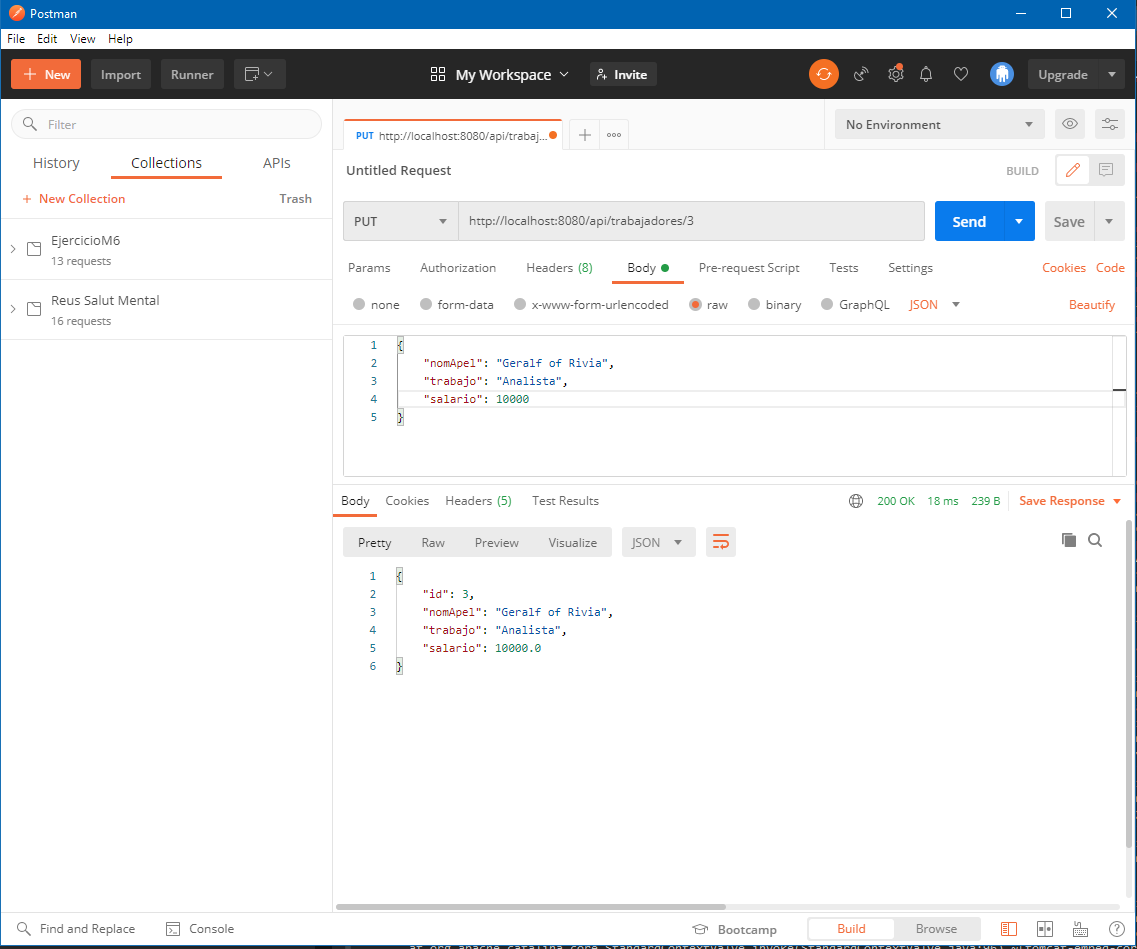 Postman
File Edit View Help
New Import Runner My Workspace Invite Upgrade
Filter
History Collections APIs
New Collection Trash
EjercicioM6
13 requests
Reus Salut Mental
16 requests
PUT http://localhost:8080/api/trabaj... No Environment
Untitled Request BUILD
PUT http://localhost:8080/api/trabajadores/3 Send Save
Params Authorization Headers (8) Body Pre-request Script Tests Settings Cookies Code
none form-data x-www-form-urlencoded raw binary GraphQL JSON Beautify
1 {
2 "nomApel": "Geralf of Rivia",
3 "trabajo": "Analista",
4 "salario": 10000
5 }
Body Cookies Headers (5) Test Results 200 OK 18 ms 239 B Save Response
Pretty Raw Preview Visualize JSON
1 {
2 "id": 3,
3 "nomApel": "Geralf of Rivia",
4 "trabajo": "Analista",
5 "salario": 10000.0
6 }
Find and Replace Console Bootcamp Build Browse